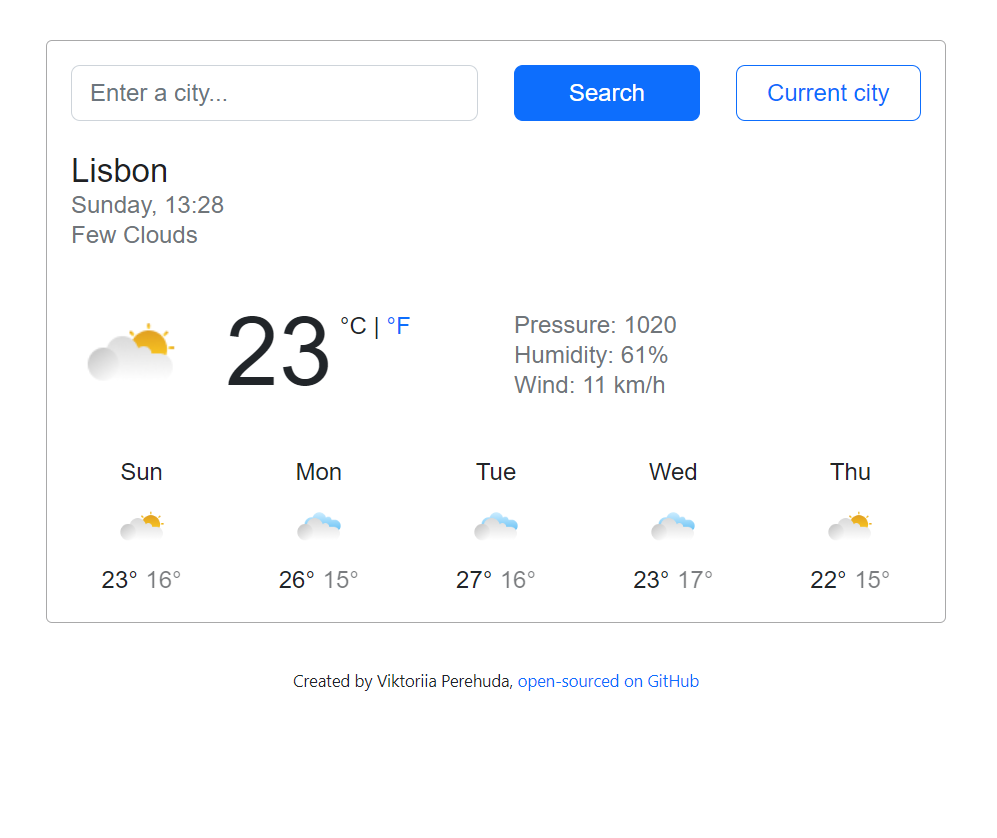 Enter a city...
Search
Current city
Lisbon
Sunday, 13:28
Few Clouds
23 °C | °F
Pressure: 1020
Humidity: 61%
Wind: 11 km/h
Sun Mon Tue Wed Thu
23° 16° 26° 15° 27° 16° 23° 17° 22° 15°
Created by Viktoriia Perehuda, open-sourced on GitHub